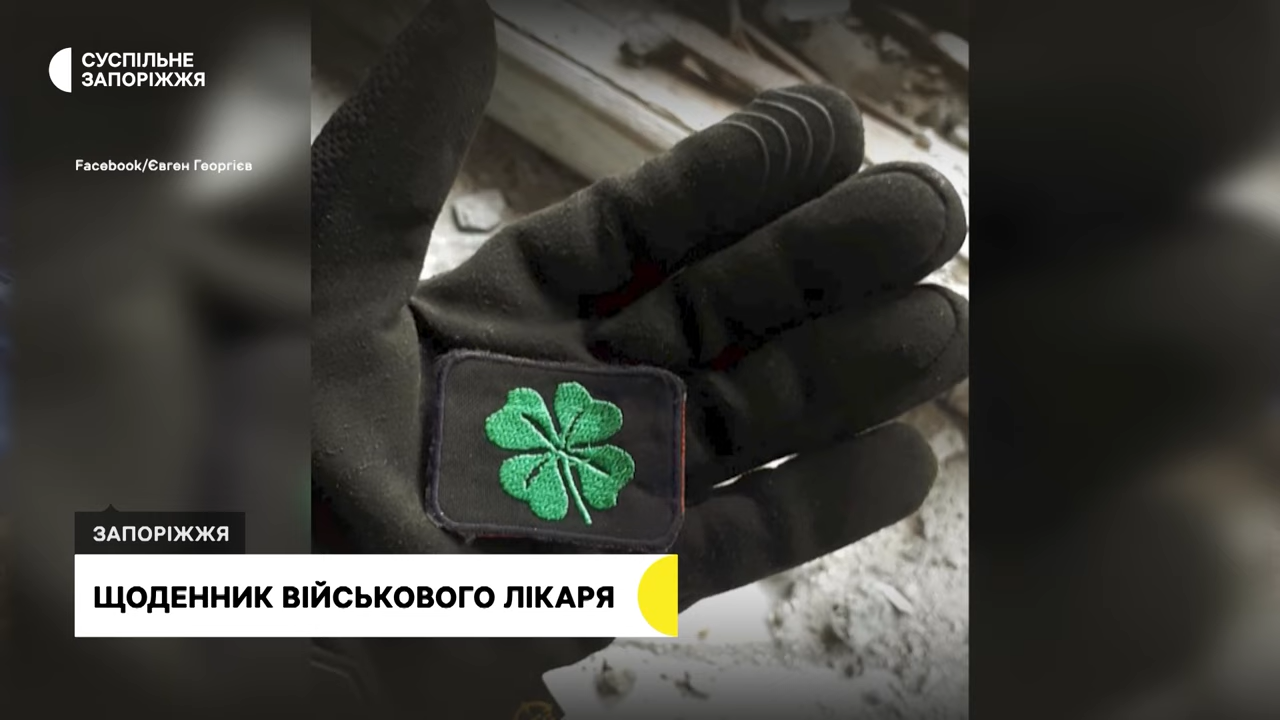 СУСПІЛЬНЕ
ЗАПОРІЖЖЯ
Facebook/Євген Георгієв
ЗАПОРІЖЖЯ
ЩОДЕННИК ВІЙСЬКОВОГО ЛІКАРЯ